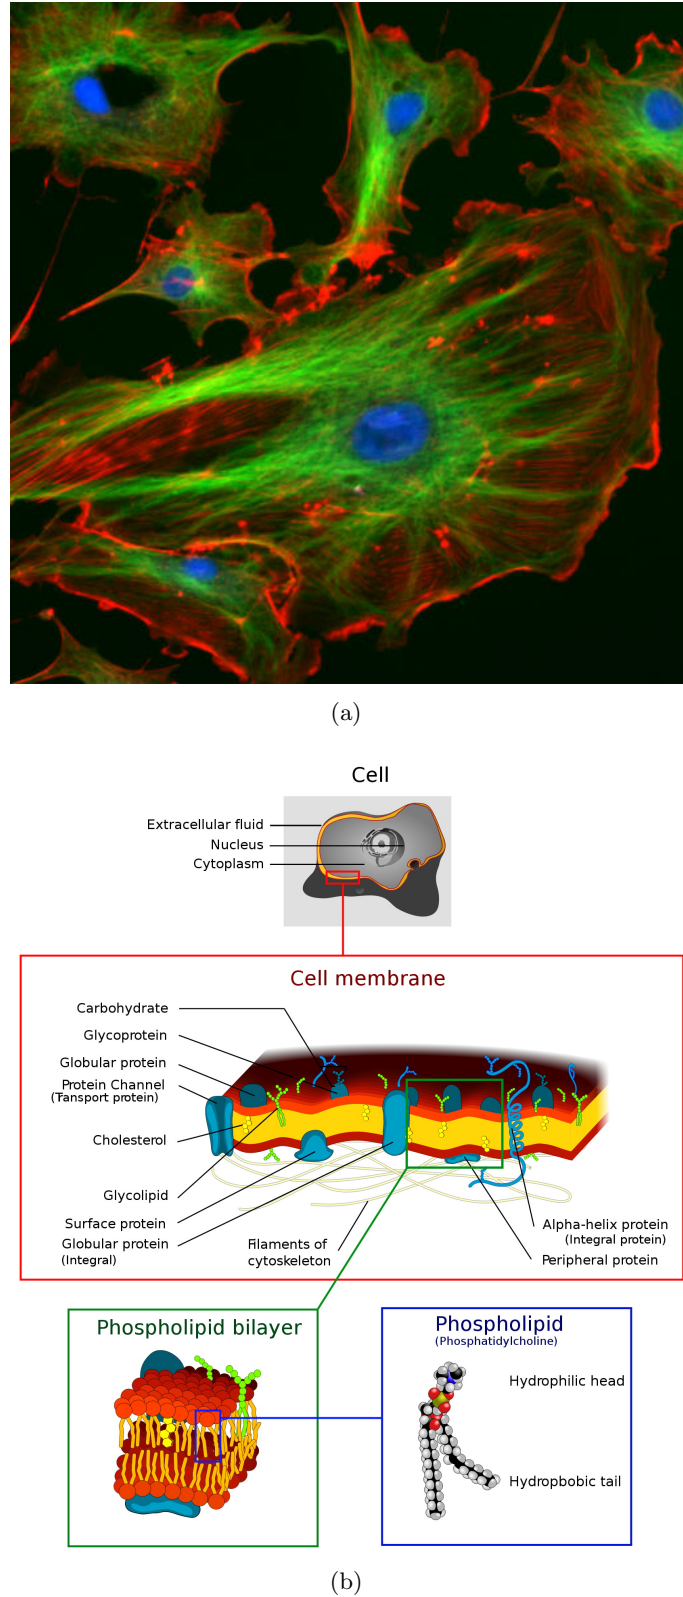 (a)
Cell
Extracellular fluid
Nucleus
Cytoplasm
Cell membrane
Carbohydrate
Glycoprotein
Globular protein
Protein Channel
(Transport protein)
Cholesterol
Glycolipid
Surface protein
Globular protein
(Integral)
Filaments of
cytoskeleton
Alpha-helix protein
(Integral protein)
Peripheral protein
Phospholipid bilayer
Phospholipid
(Phosphatidylcholine)
Hydrophilic head
Hydropbobic tail
(b)